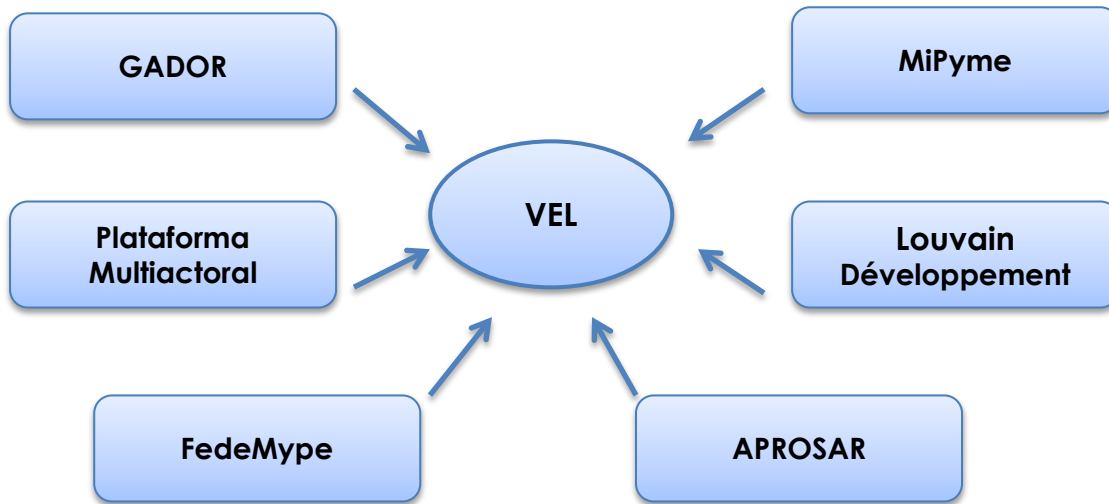 GADOR
MiPyme
VEL
Plataforma
Multiactoral
Louvain
Développement
FedeMype
APROSAR